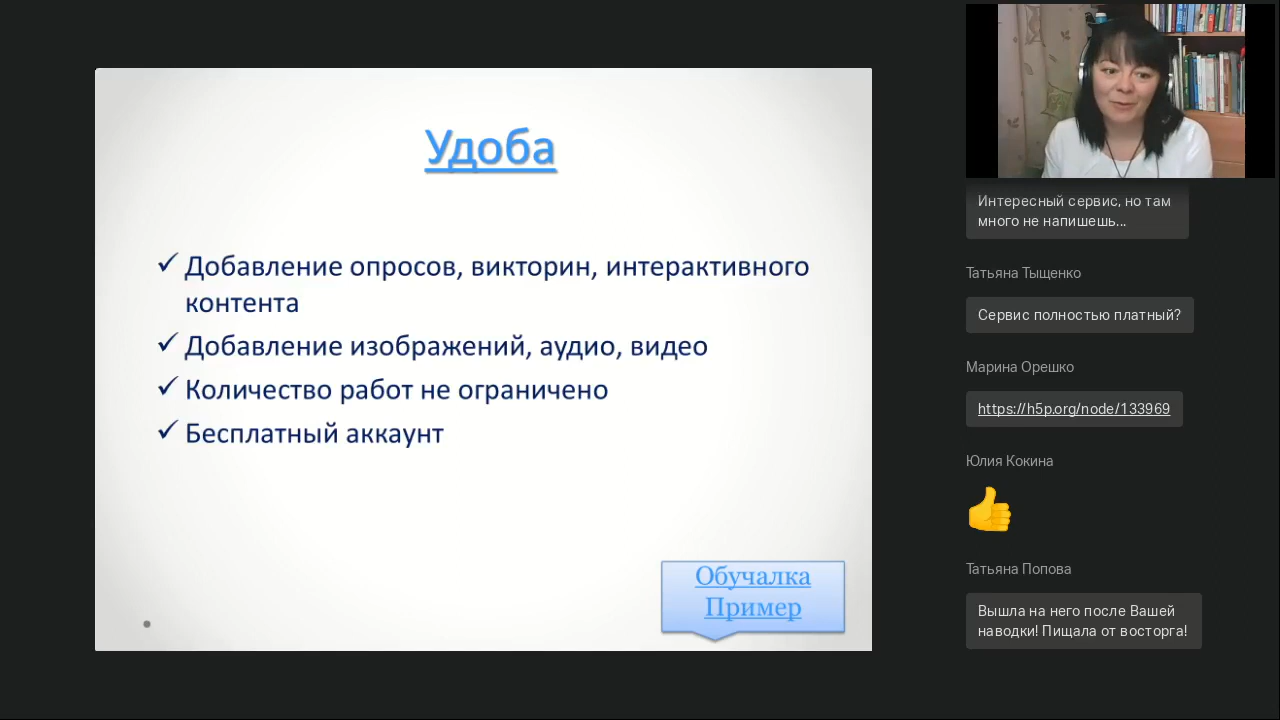 Удоба
Добавление опросов, викторин, интерактивного
контента
Добавление изображений, аудио, видео
Количество работ не ограничено
Бесплатный аккаунт
Обучалка
Пример
Интересный сервис, но там
много не напишешь...
Татьяна Тыщенко
Сервис полностью платный?
Марина Орешко
https://h5p.org/node/133969
Юлия Кокина
Татьяна Попова
Вышла на него после Вашей
наводки! Пищала от восторга!